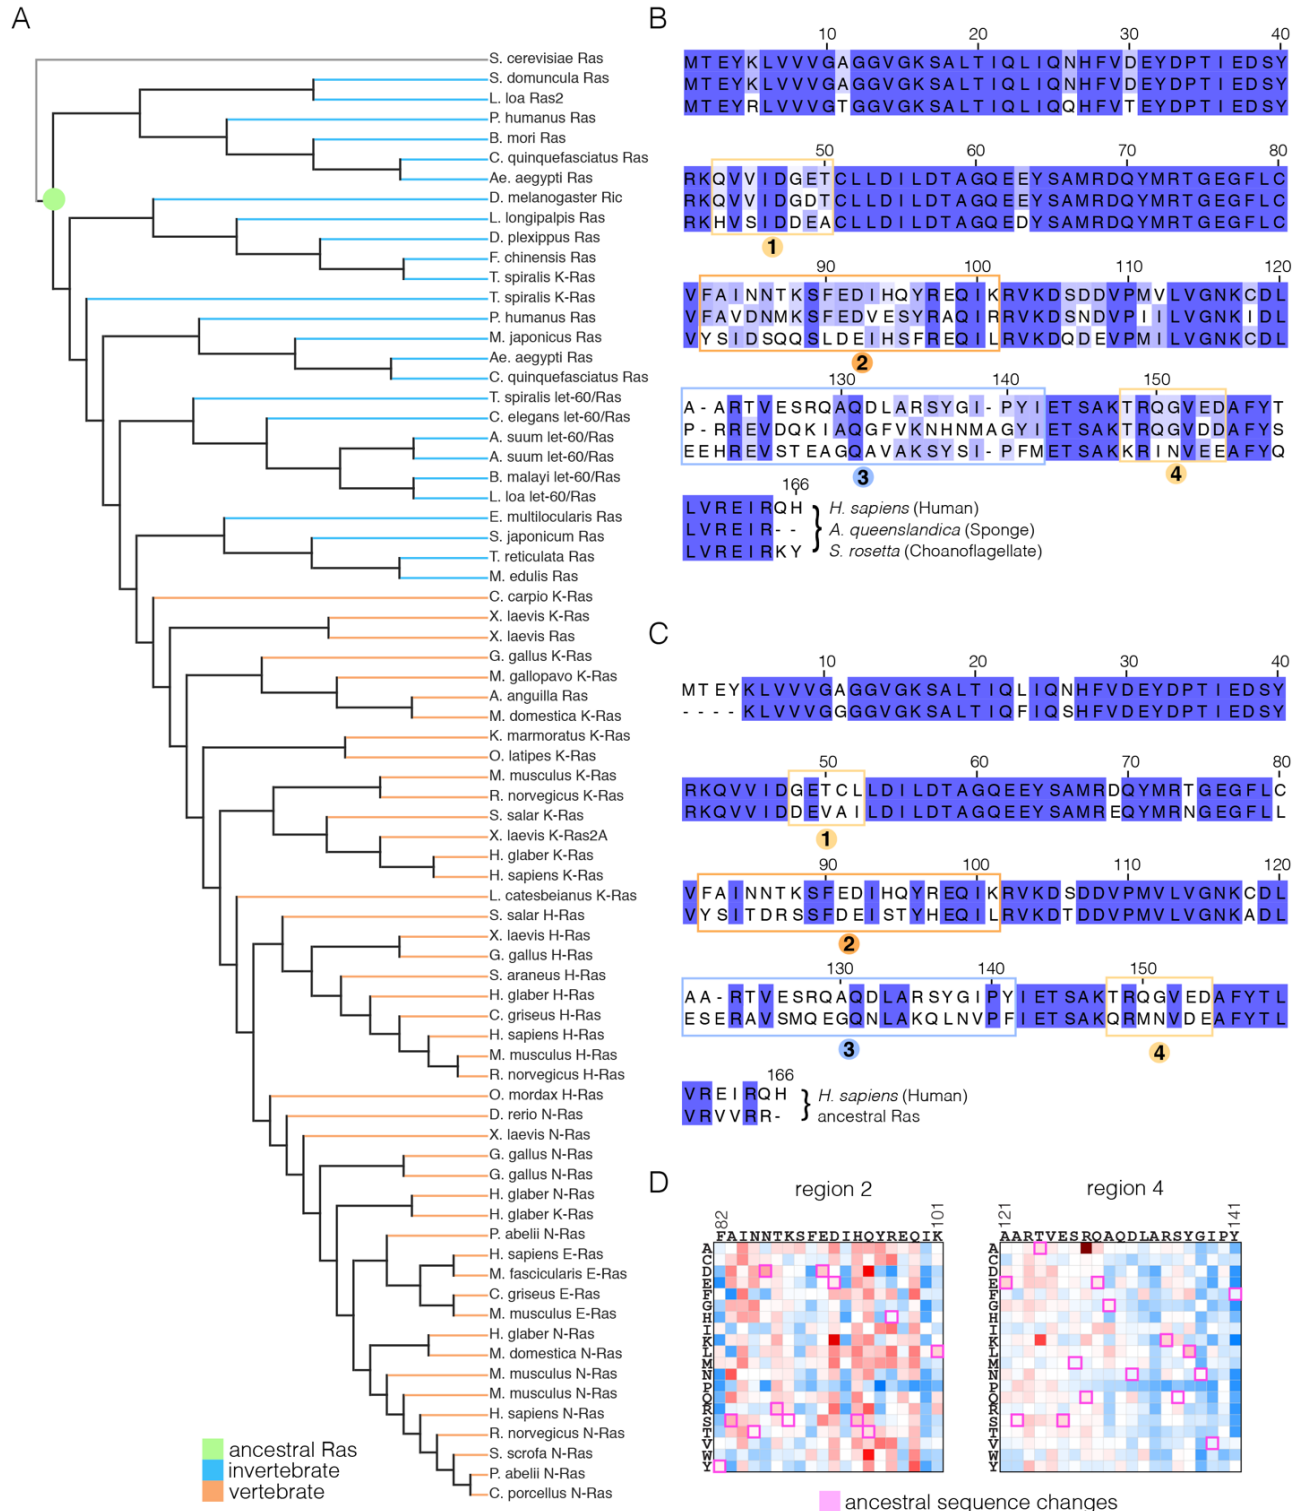 A
S. cerevisiae Ras
S. domuncula Ras
L. loa Ras2
P. humanus Ras
B. mori Ras
C. quinquefasciatus Ras
Ae. aegypti Ras
D. melanogaster Ric
L. longipalpis Ras
D. plexippus Ras
F. chinensis Ras
T. spiralis K-Ras
T. spiralis K-Ras
P. humanus Ras
M. japonicus Ras
Ae. aegypti Ras
C. quinquefasciatus Ras
T. spiralis let-60/Ras
C. elegans let-60/Ras
A. suum let-60/Ras
A. suum let-60/Ras
B. malayi let-60/Ras
L. loa let-60/Ras
E. multilocularis Ras
S. japonicum Ras
T. reticulata Ras
M. edulis Ras
C. carpio K-Ras
X. laevis K-Ras
X. laevis Ras
G. gallus K-Ras
M. gallopavo K-Ras
A. anguilla Ras
M. domestica K-Ras
K. marmoratus K-Ras
O. latipes K-Ras
M. musculus K-Ras
R. norvegicus K-Ras
S. salar K-Ras
X. laevis K-Ras2A
H. glaber K-Ras
H. sapiens K-Ras
L. catesbeianus K-Ras
S. salar H-Ras
X. laevis H-Ras
G. gallus H-Ras
S. araneus H-Ras
H. glaber H-Ras
C. griseus H-Ras
H. sapiens H-Ras
M. musculus H-Ras
R. norvegicus H-Ras
O. mordax H-Ras
D. rerio N-Ras
X. laevis N-Ras
G. gallus N-Ras
G. gallus N-Ras
H. glaber N-Ras
H. glaber K-Ras
P. abelii N-Ras
H. sapiens E-Ras
M. fascicularis E-Ras
C. griseus E-Ras
M. musculus E-Ras
H. glaber N-Ras
M. domestica N-Ras
M. musculus N-Ras
M. musculus N-Ras
H. sapiens N-Ras
R. norvegicus N-Ras
S. scrofa N-Ras
P. abelii N-Ras
C. porcellus N-Ras
ancestral Ras
invertebrate
vertebrate
B
10 20 30 40
MTEYKLVVVGAGGVGKSALTIQLIQNHFVDEYDPTIEDSY
MTEYKLVVVGAGGVGKSALTIQLIQNHFVDEYDPTIEDSY
MTEYRLVVVGTGGVGKSALTIQLIQQHFVTEYDPTIEDSY
50 60 70 80
RKQVVIDGETCLLDILDTAGQEEYSAMRDQYMRTGEGFLC
RKQVVIDGDTCLLDILDTAGQEEYSAMRDQYMRTGEGFLC
RKHVSIDDEACLLDILDTAGQEDYSAMRDQYMRTGEGFLC
1
90 100 110 120
VFAINNTKSFEDIHQYREQIKRVKDSDDVPMVLVGNKCDL
VFAVDNMKSFEDVESYRAQIRRVKDSNDVPIILVGNKIDL
VYSIDSQQSLDEIHSFREQILRVKDQDEVPMILVGNKCDL
2
130 140 150
A-ARTVESRQAQDLARSYGI-PYIETSAKTRQGVEDAFYT
P-RREVDQKIAQGFVKNHNMAGYIETSAKTRQGVDDAFYS
EEHREVSTEAGQAVAKSYSI-PFMETSAKKRINVEEAFYQ
3 4
166
LVREIRQH H. sapiens (Human)
LVREIR-- A. queenslandica (Sponge)
LVREIRKY S. rosetta (Choanoflagellate)
C
10 20 30 40
MTEYKLVVVGAGGVGKSALTIQLIQNHFVDEYDPTIEDSY
----KLVVVGGGGVGKSALTIQFIQSHFVDEYDPTIEDSY
50 60 70 80
RKQVVIDGETCLLDILDTAGQEEYSAMRDQYMRTGEGFLC
RKQVVIDDEVAILDILDTAGQEEYSAMREQYMRNGEGFLL
1
90 100 110 120
VFAINNTKSFEDIHQYREQIKRVKDSDDVPMVLVGNKCDL
VYSITDRSSFDEISTYHEQILRVKDTDDVPMVLVGNKADL
2
130 140 150
AA-RTVESRQAQDLARSYGIPYIETSAKTRQGVEDAFYTL
ESERAVSMQEGQNLAKQLNVPFIETSAKQRMNVDEAFYTL
3 4
166
VREIRQH H. sapiens (Human)
VRVVRR- ancestral Ras
D
region 2 region 4
82 101 121 141
FAINNTKSFEDIHQYREQIK AARTVESRQAQDLARSYGIPY
A A
C C
D D
E E
F F
G G
H H
I I
K K
L L
M M
N N
P P
Q Q
R R
S S
T T
V V
W W
Y Y
ancestral sequence changes